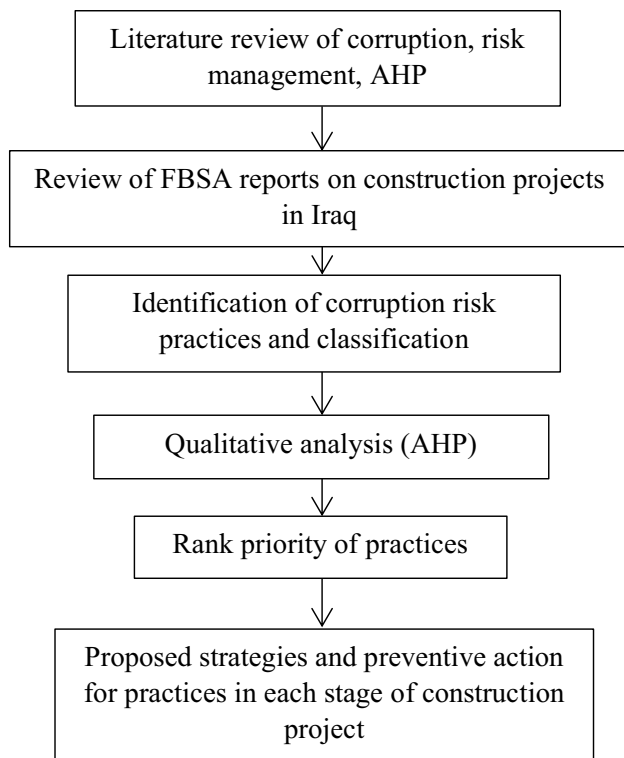 Literature review of corruption, risk
management, AHP
Review of FBSA reports on construction projects
in Iraq
Identification of corruption risk
practices and classification
Qualitative analysis (AHP)
Rank priority of practices
Proposed strategies and preventive action
for practices in each stage of construction
project